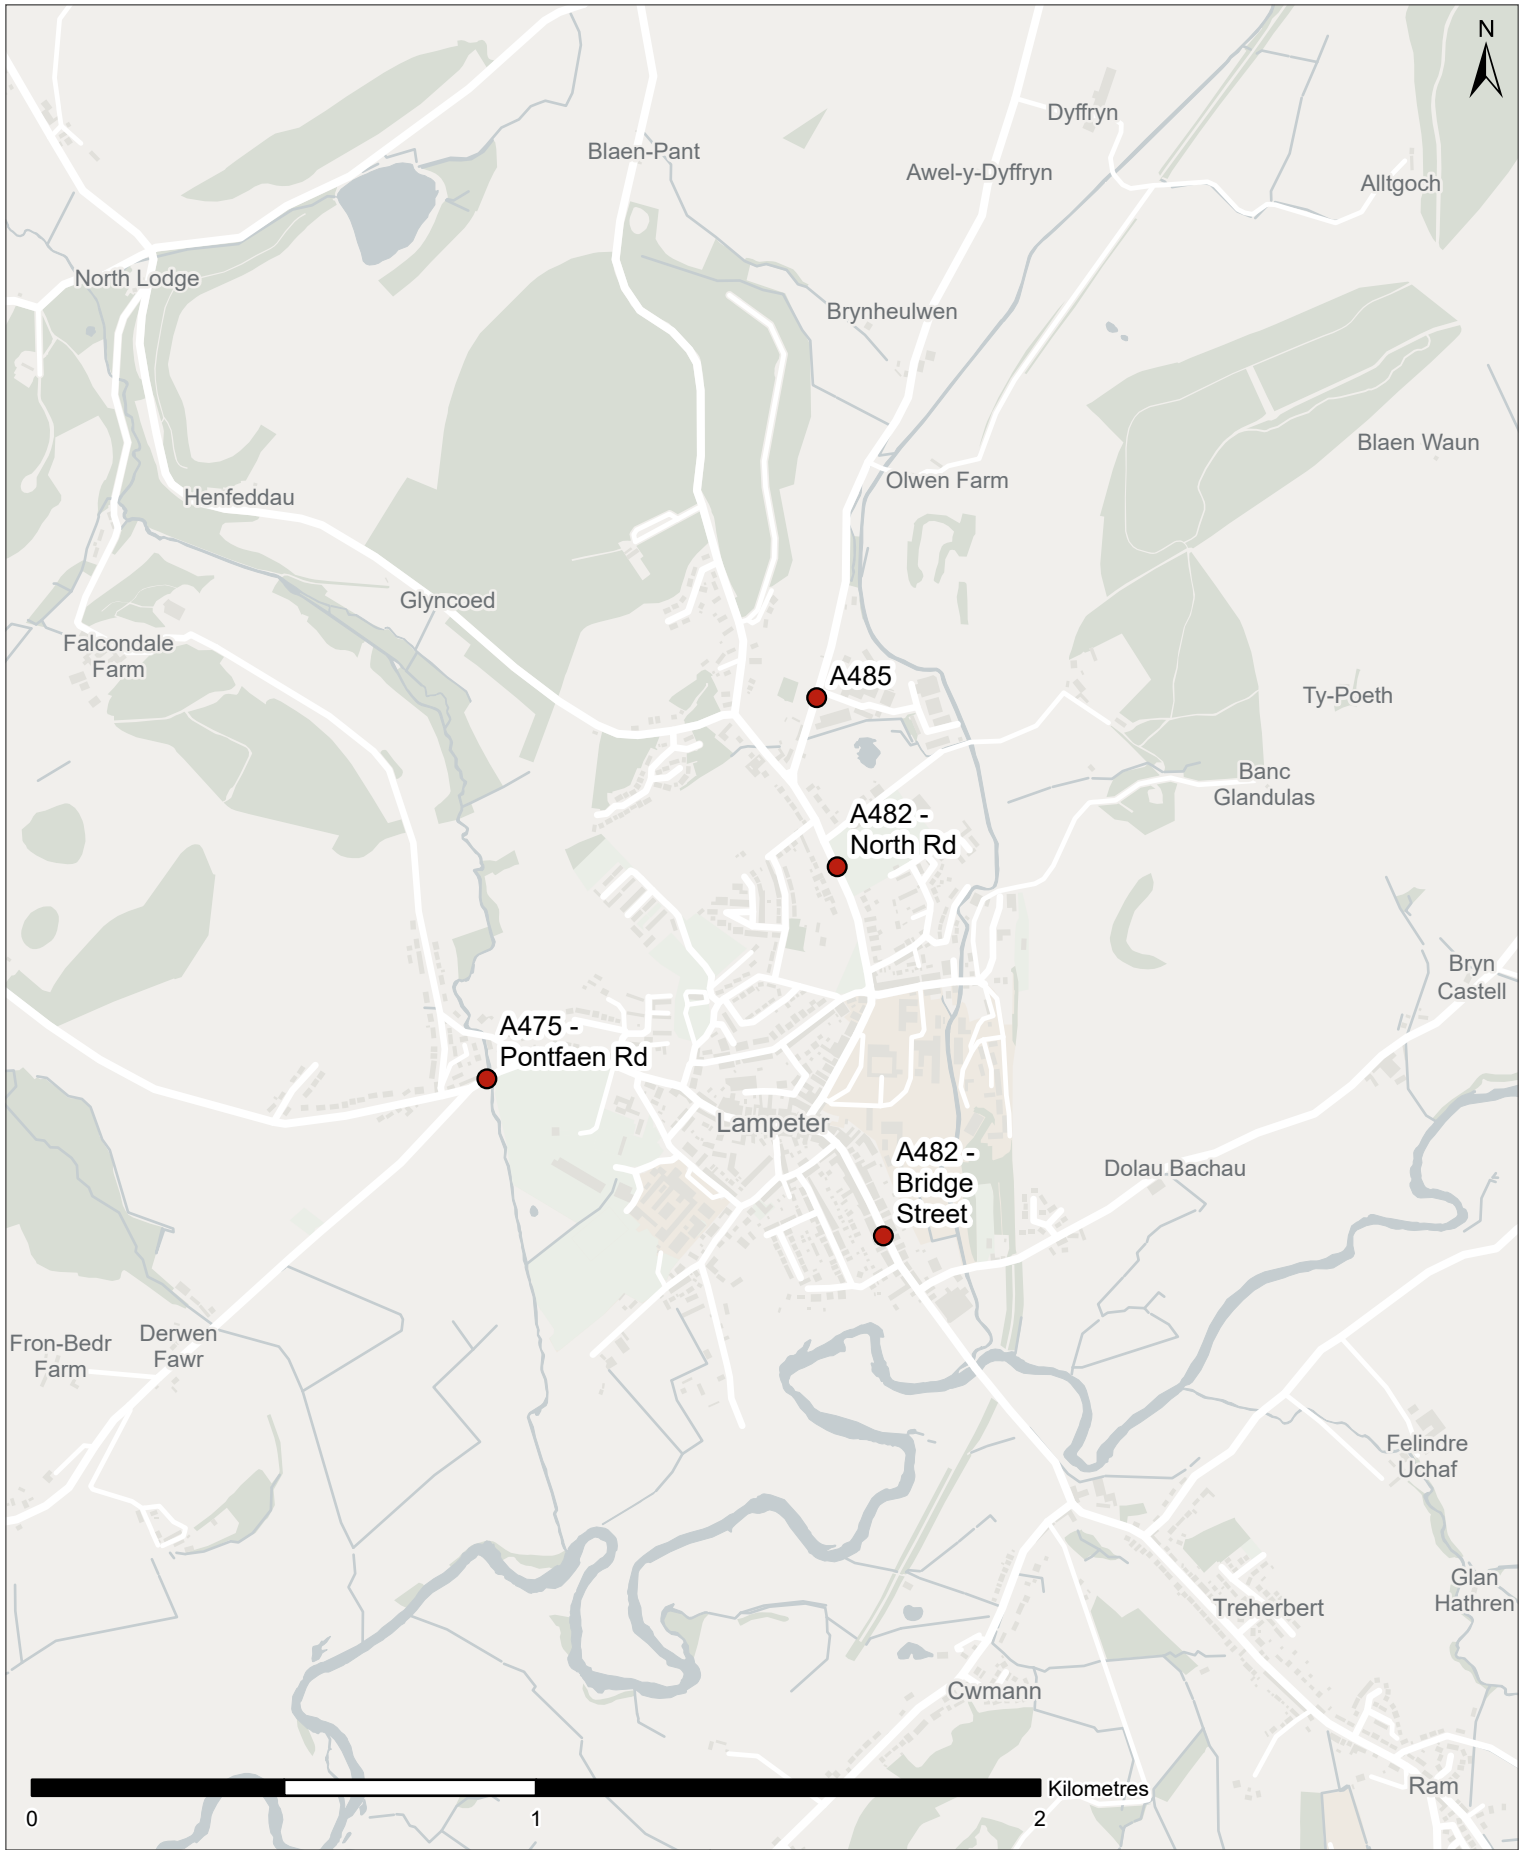 N
Dyffryn
Blaen-Pant
Awel-y-Dyffryn
Alltgoch
North Lodge
Brynheulwen
Blaen Waun
Olwen Farm
Henfeddau
Glyncoed
Falcondale
Farm
A485
Ty-Poeth
Banc
Glandulas
A482 -
North Rd
Bryn
Castell
A475 -
Pontfaen Rd
Lampeter
A482 -
Bridge
Street
Dolau Bachau
Fron-Bedr
Farm
Derwen
Fawr
Felindre
Uchaf
Glan
Hathren
Treherbert
Cwmann
Ram
Kilometres
0
1
2